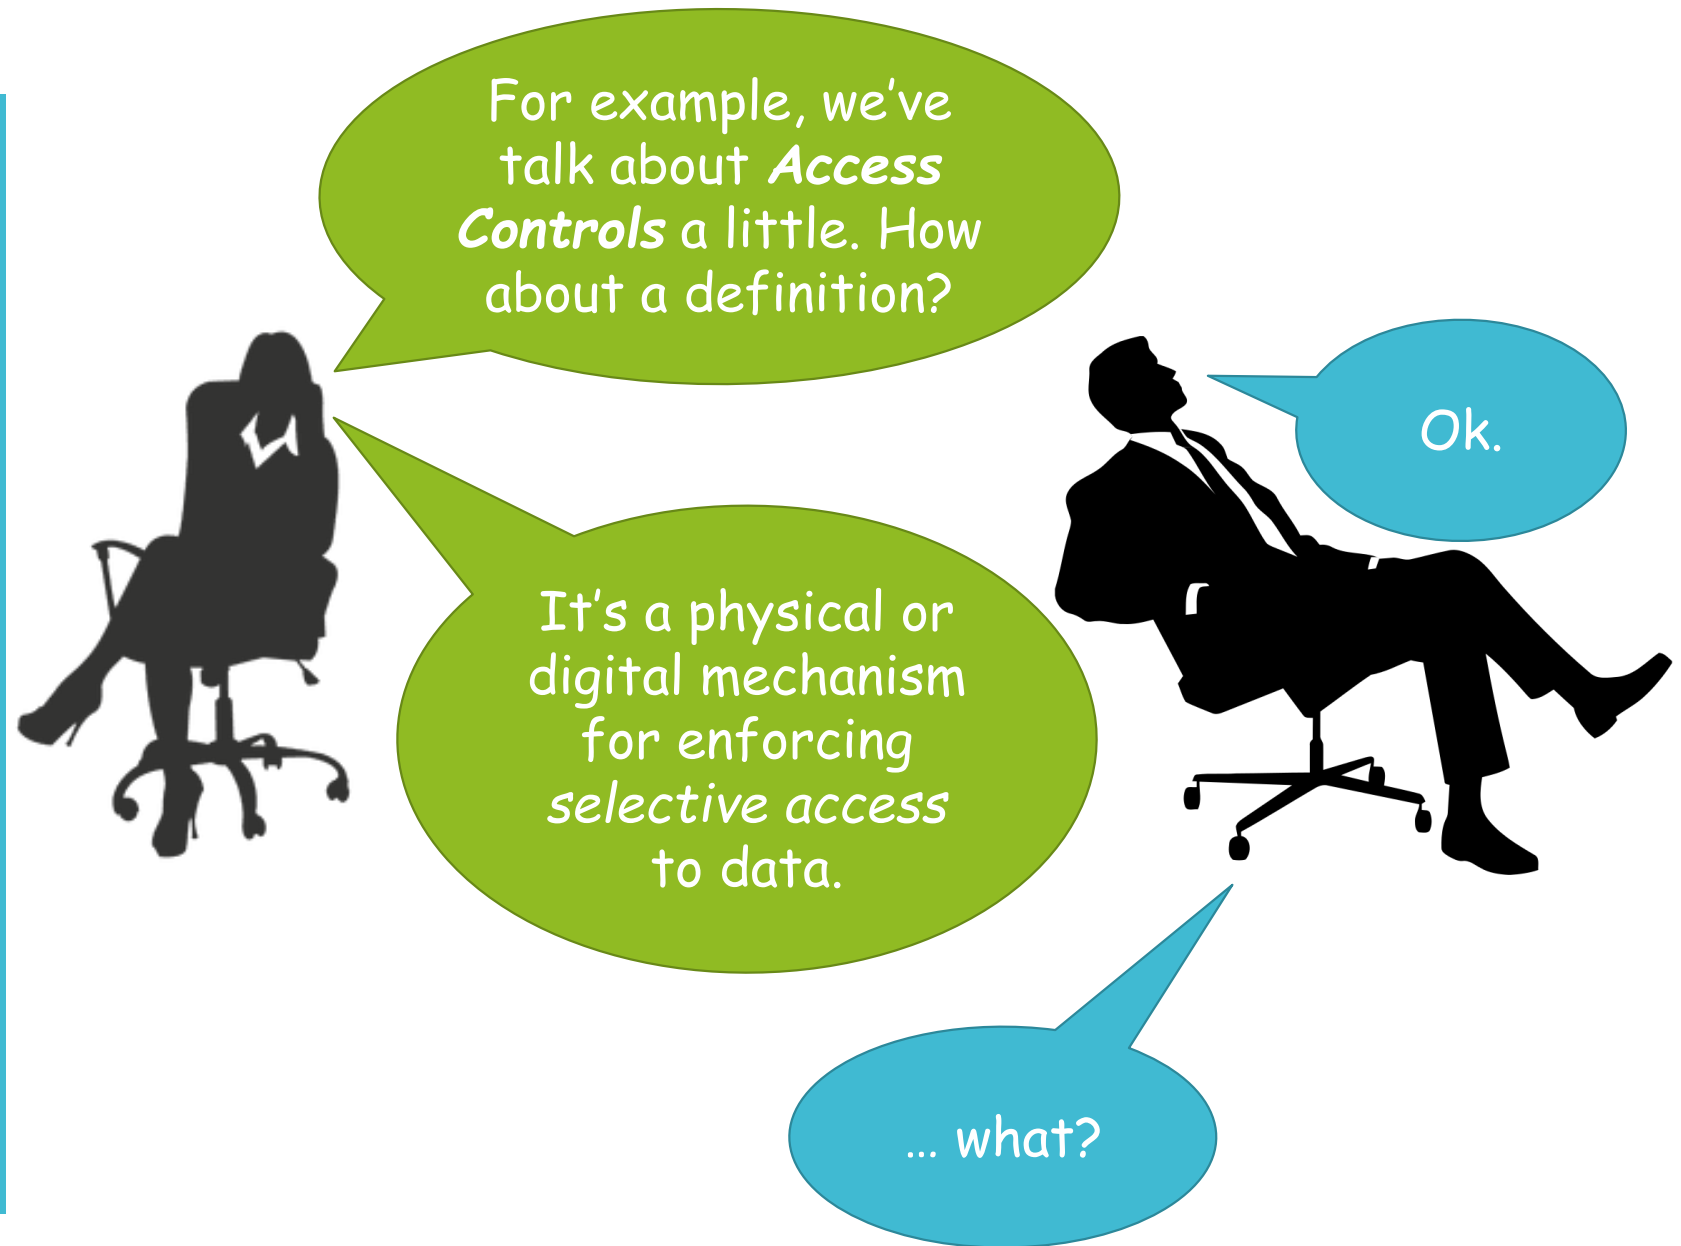 For example, we’ve
talk about Access
Controls a little. How
about a definition?
Ok.
It’s a physical or
digital mechanism
for enforcing
selective access
to data.
... what?